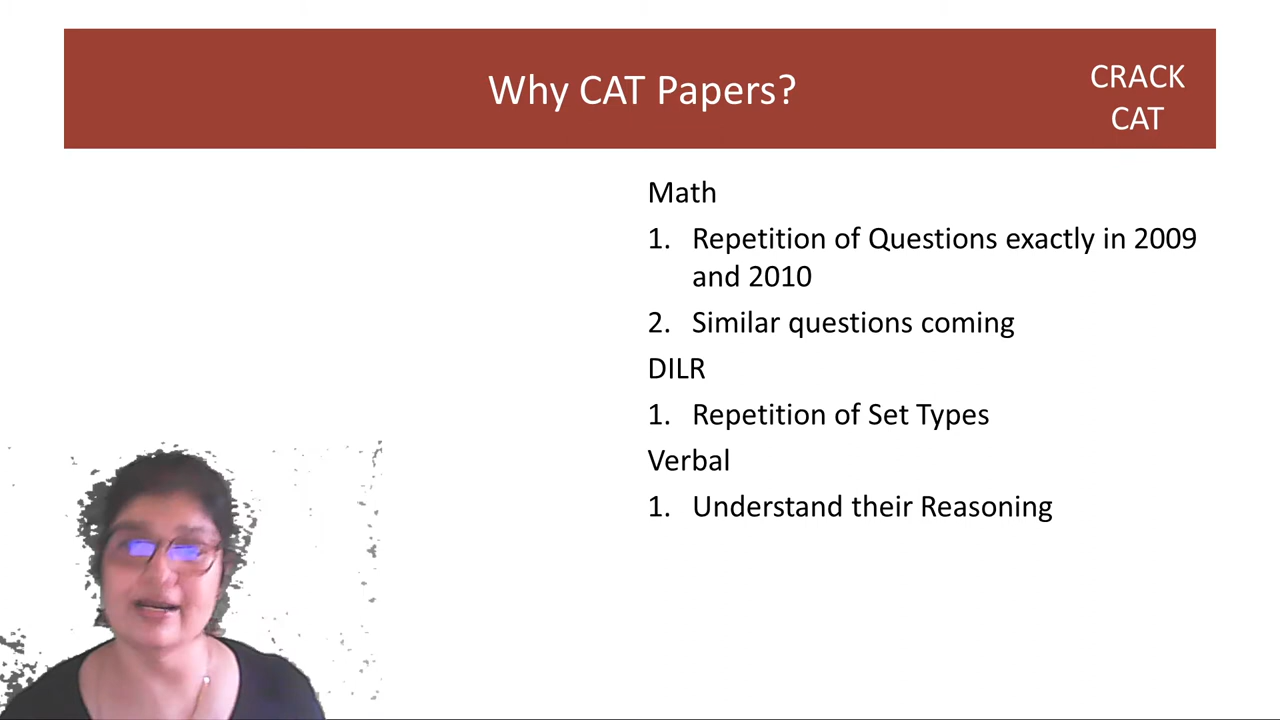 Why CAT Papers?
CRACK
CAT
Math
1. Repetition of Questions exactly in 2009
and 2010
2. Similar questions coming
DILR
1. Repetition of Set Types
Verbal
1. Understand their Reasoning